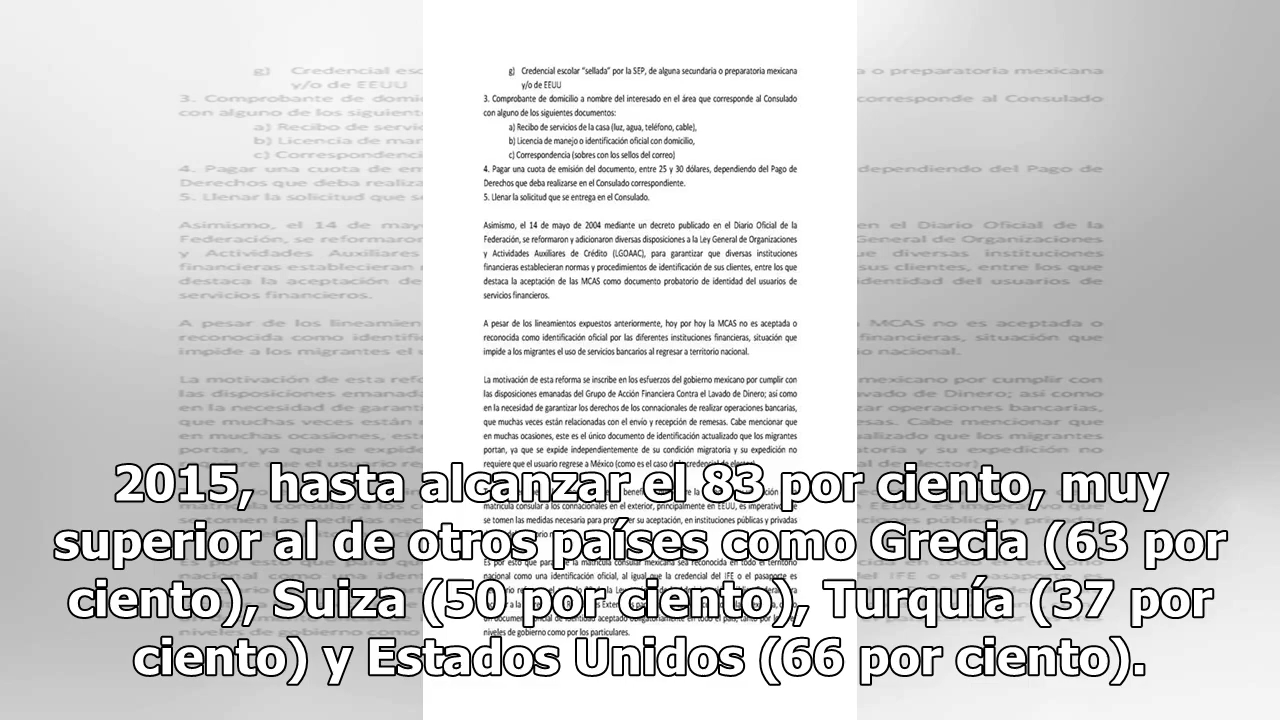 g) Credencial escolar "sellada" por la SEP, de alguna secundaria o preparatoria mexicana
y/o de EEUU
3. Comprobante de domicilio a nombre del interesado en el área que corresponde al Consulado
con alguno de los siguientes documentos:
a) Recibo de servicios de la casa (luz, agua, teléfono, cable),
b) Licencia de manejo o identificación oficial con domicilio,
c) Correspondencia (sobres con los sellos del correo)
4. Pagar una cuota de emisión del documento, entre 25 y 30 dólares, dependiendo del Pago de
Derechos que deba realizarse en el Consulado correspondiente.
5. Llenar la solicitud que se entrega en el Consulado.
Asimismo, el 14 de mayo de 2004 mediante un decreto publicado en el Diario Oficial de la
Federación, se reformaron y adicionaron diversas disposiciones a la Ley General de Organizaciones
y Actividades Auxiliares de Crédito (LGOAAC), para garantizar que diversas instituciones
financieras establecieran normas y procedimientos de identificación de sus clientes, entre los que
destaca la aceptación de las MCAS como documento probatorio de identidad del usuarios de
servicios financieros.
A pesar de los lineamientos expuestos anteriormente, hoy por hoy la MCAS no es aceptada o
reconocida como identificación oficial por las diferentes instituciones financieras, situación que
impide a los migrantes el uso de servicios bancarios al regresar a territorio nacional.
La motivación de esta reforma se inscribe en los esfuerzos del gobierno mexicano por cumplir con
las disposiciones emanadas del Grupo de Acción Financiera Contra el Lavado de Dinero; así como
en la necesidad de garantizar los derechos de los connacionales de realizar operaciones bancarias,
que muchas veces están relacionadas con el envío y recepción de remesas. Cabe mencionar que
en muchas ocasiones, este es el único documento de identificación actualizado que los migrantes
portan, ya que se expide independientemente de su condición migratoria y su expedición no
requiere que el usuario regrese a México (como es el caso de la credencial de elector).
2015, hasta alcanzar el 83 por ciento, muy
superior al de otros países como Grecia (63 por
ciento), Suiza (50 por ciento), Turquía (37 por
ciento) y Estados Unidos (66 por ciento).